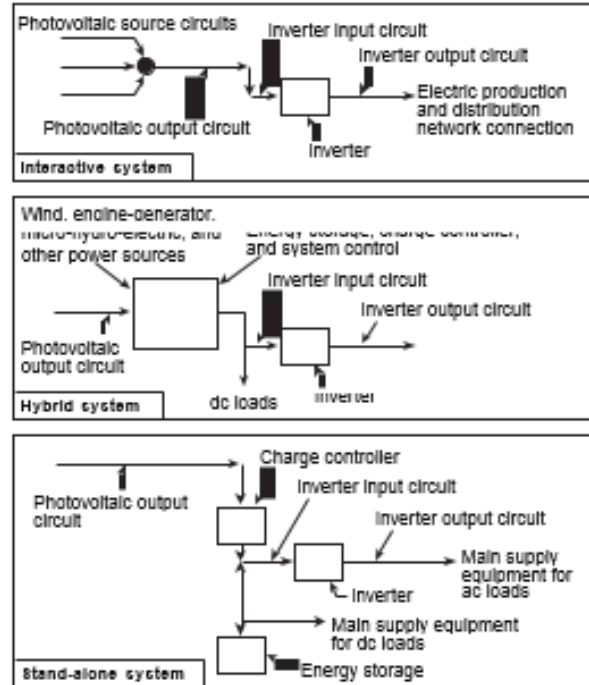 Photovoltaic source circuits
Inverter input circuit
Inverter output circuit
Electric production
and distribution
network connection
Photovoltaic output circuit
Inverter
Interactive system
Wind, engine-generator,
micro-hydro-electric, and
other power sources
Energy storage, charge controller,
and system control
Inverter input circuit
Inverter output circuit
Photovoltaic
output circuit
dc loads
Inverter
Hybrid system
Charge controller
Inverter input circuit
Photovoltaic output
circuit
Inverter output circuit
Main supply
equipment for
ac loads
Inverter
Main supply equipment
for dc loads
Energy storage
Stand-alone system